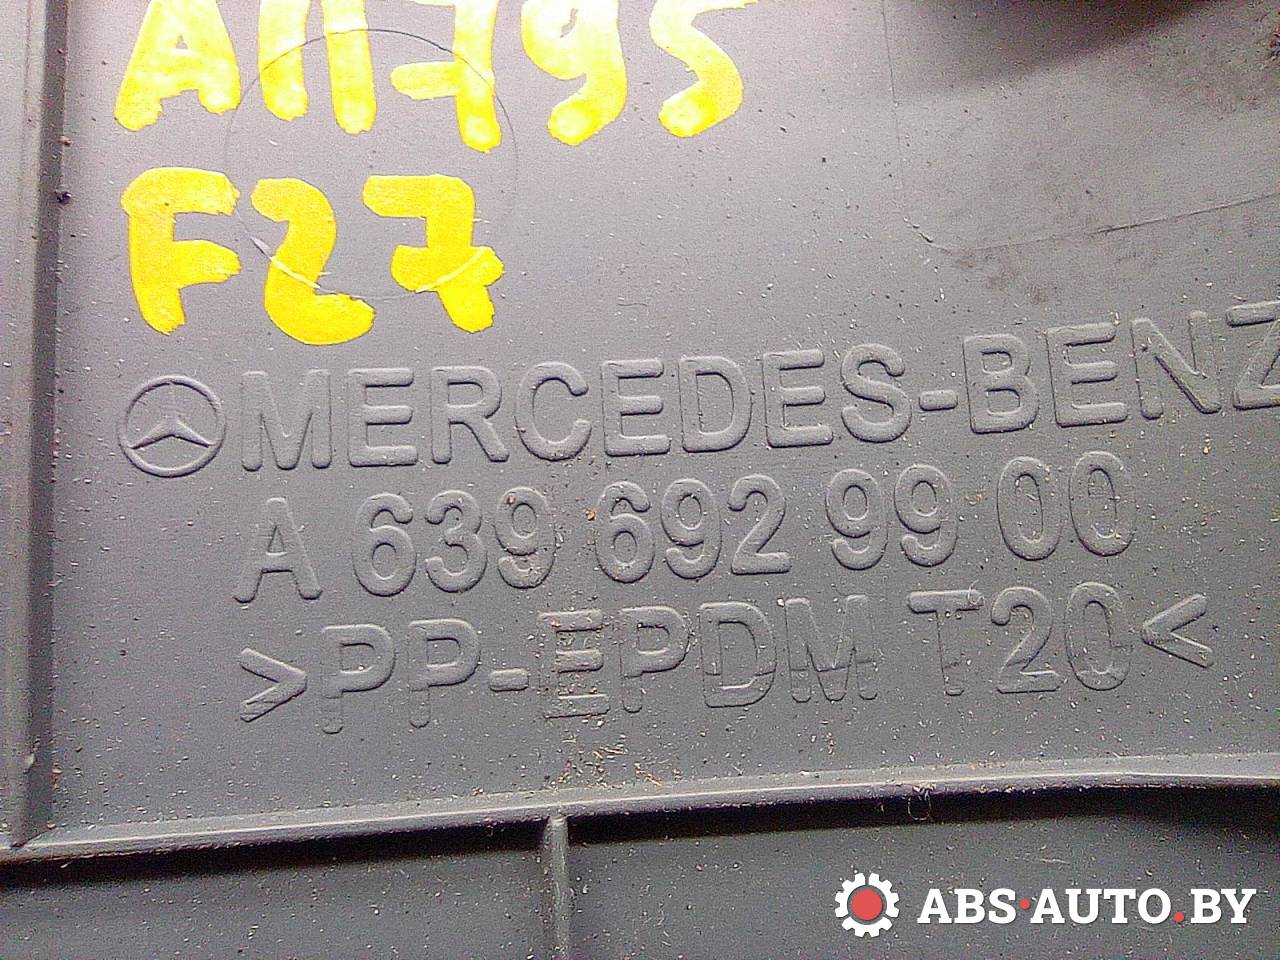 A11795
F27
MERCEDES-BENZ
A 639 692 99 00
>PP-EPDM T20<
ABS·AUTO.BY